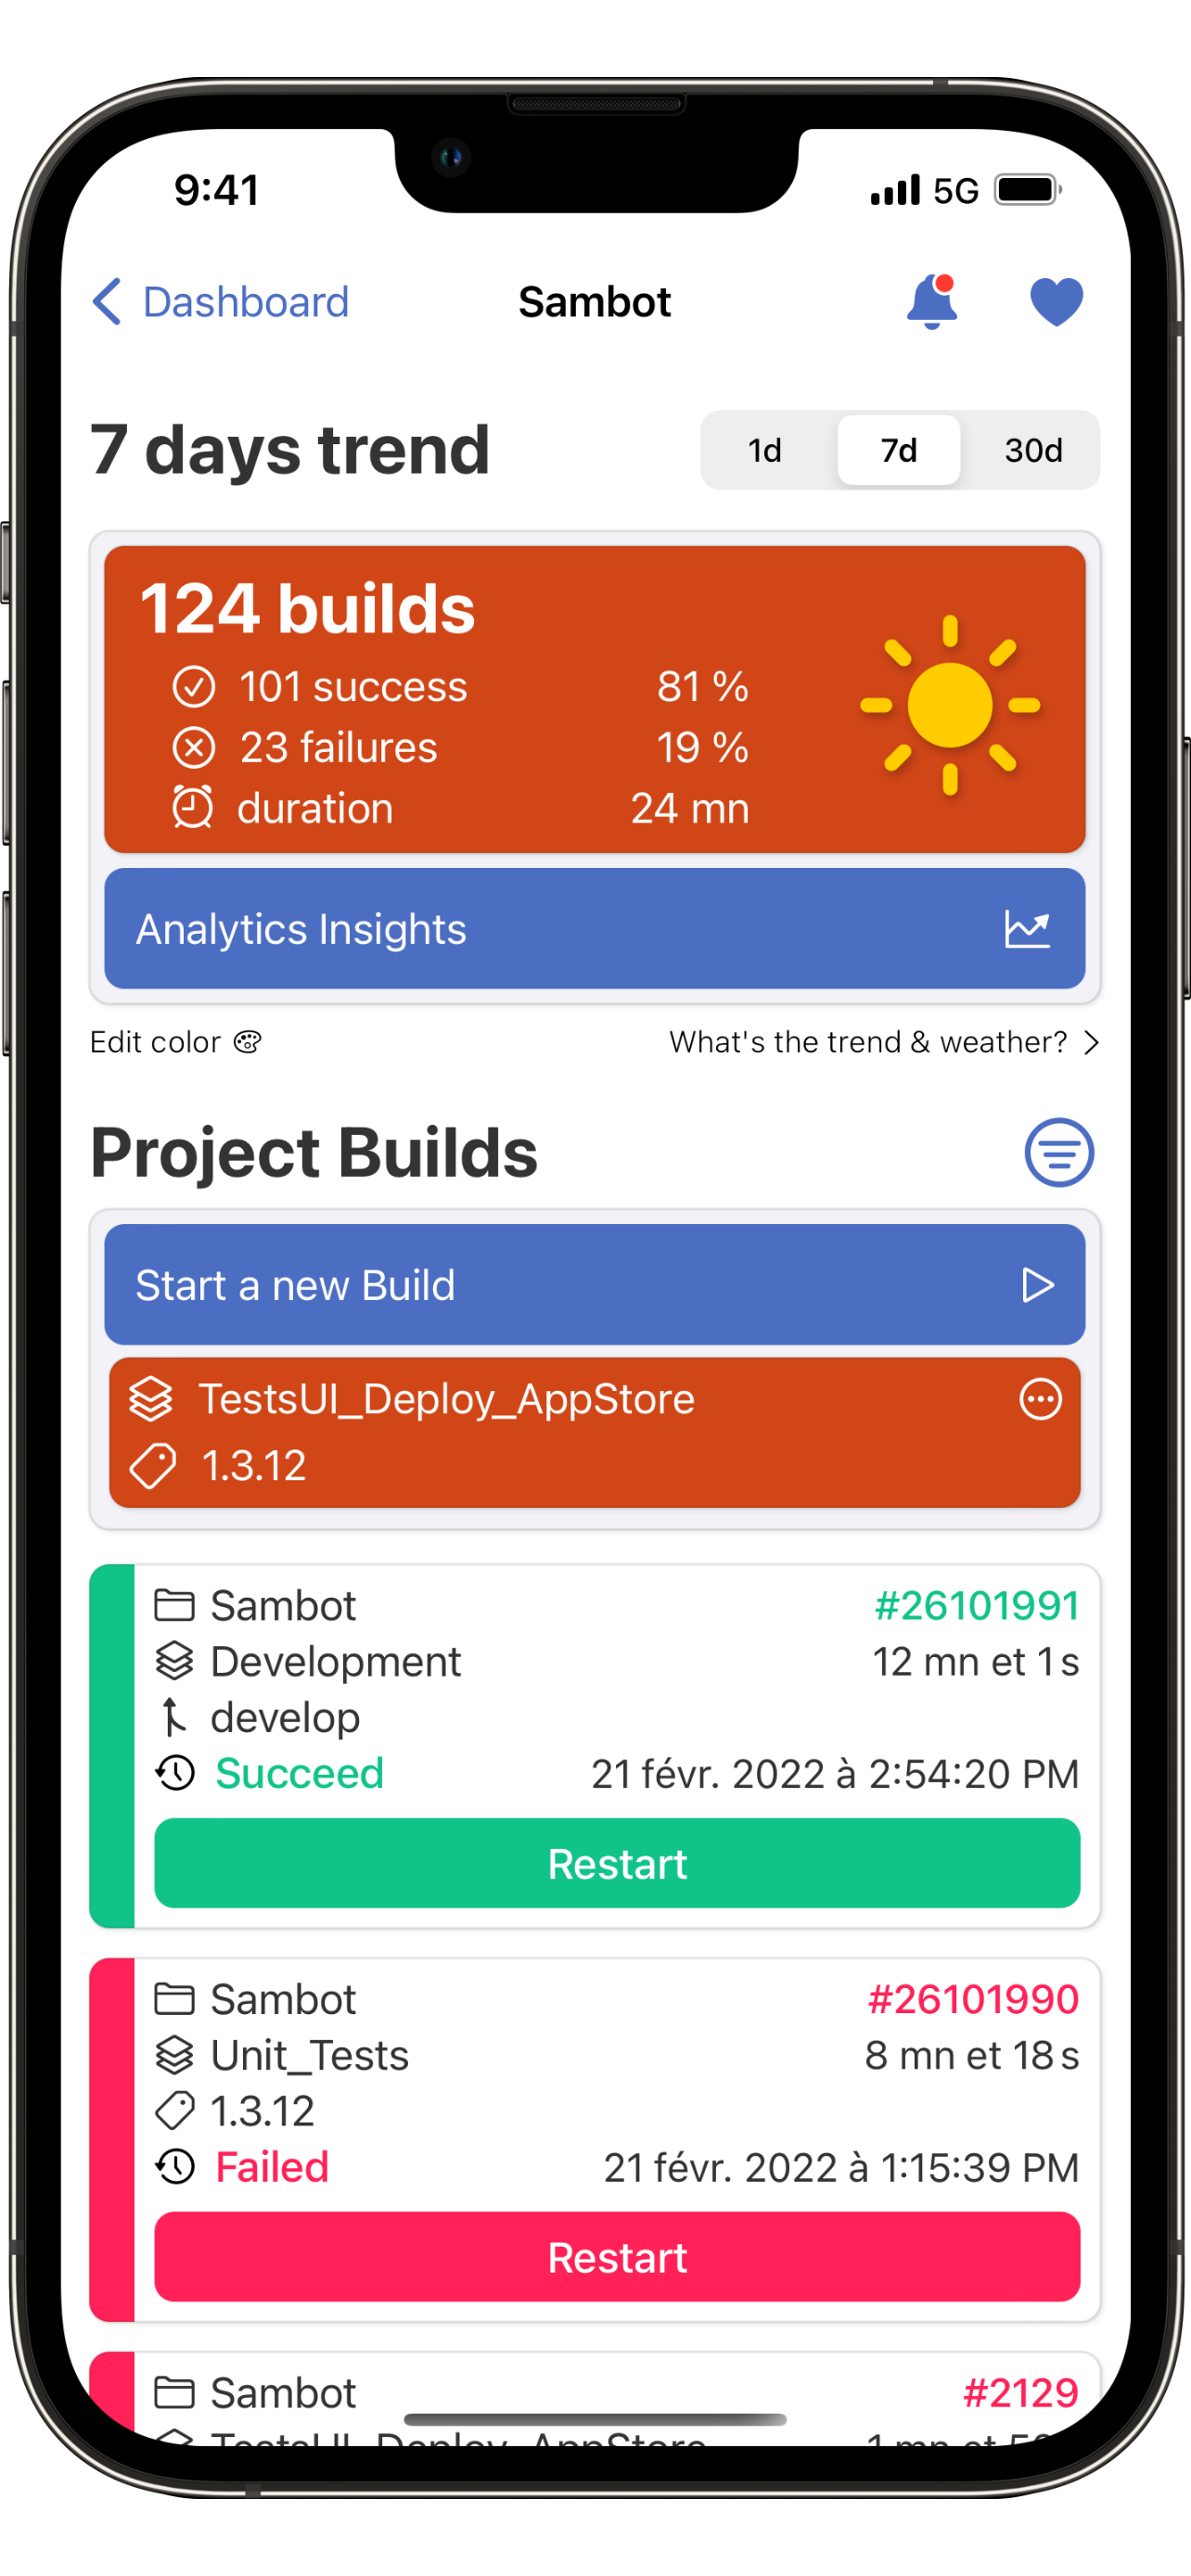 9:41 5G
Dashboard Sambot
7 days trend 1d 7d 30d
124 builds
101 success 81 %
23 failures 19 %
duration 24 mn
Analytics Insights
Edit color What's the trend & weather?
Project Builds
Start a new Build
TestsUI_Deploy_AppStore
1.3.12
Sambot #26101991
Development 12 mn et 1 s
develop
Succeed 21 févr. 2022 à 2:54:20 PM
Restart
Sambot #26101990
Unit_Tests 8 mn et 18 s
1.3.12
Failed 21 févr. 2022 à 1:15:39 PM
Restart
Sambot #2129
TestsUI_Deploy_AppStore 1 mn et